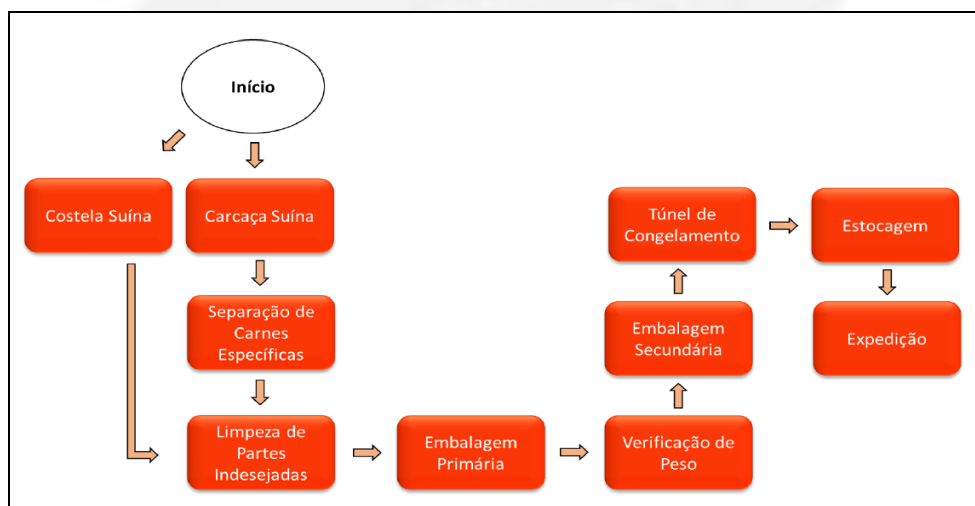 Início
Costela Suína
Carcaça Suína
Separação de
Carnes
Específicas
Limpeza de
Partes
Indesejadas
Embalagem
Primária
Verificação de
Peso
Embalagem
Secundária
Túnel de
Congelamento
Estocagem
Expedição